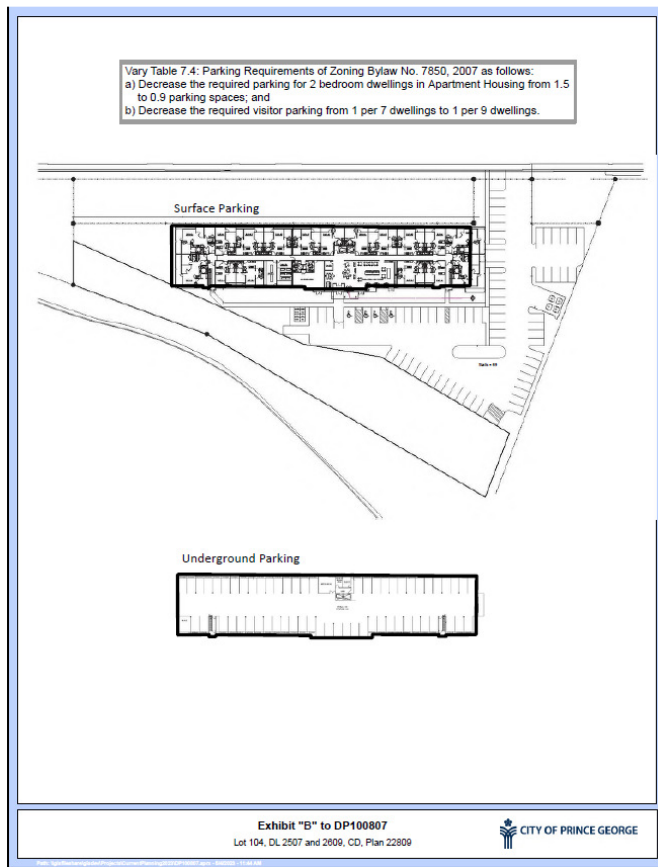 Vary Table 7.4: Parking Requirements of Zoning Bylaw No. 7850, 2007 as follows:
a) Decrease the required parking for 2 bedroom dwellings in Apartment Housing from 1.5
to 0.9 parking spaces; and
b) Decrease the required visitor parking from 1 per 7 dwellings to 1 per 9 dwellings.
Surface Parking
Underground Parking
Exhibit "B" to DP100807
Lot 104, DL 2507 and 2609, CD, Plan 22809
CITY OF PRINCE GEORGE